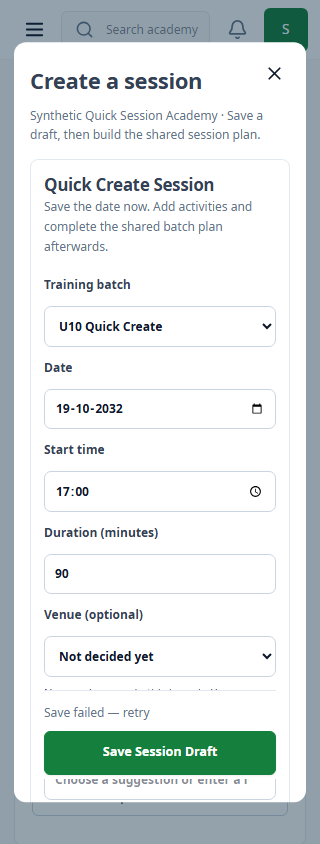 Search academy
S
Create a session
Synthetic Quick Session Academy · Save a
draft, then build the shared session plan.
Quick Create Session
Save the date now. Add activities and
complete the shared batch plan
afterwards.
Training batch
U10 Quick Create
Date
19-10-2032
Start time
17:00
Duration (minutes)
90
Venue (optional)
Not decided yet
Save failed — retry
Save Session Draft
Choose a suggestion or enter a